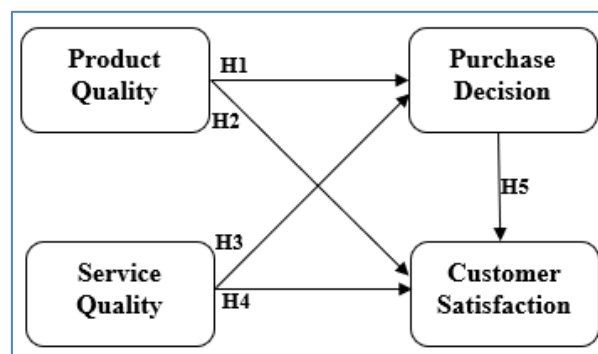 Product
Quality
H1
Purchase
Decision
H2
H5
H3
Service
Quality
H4
Customer
Satisfaction